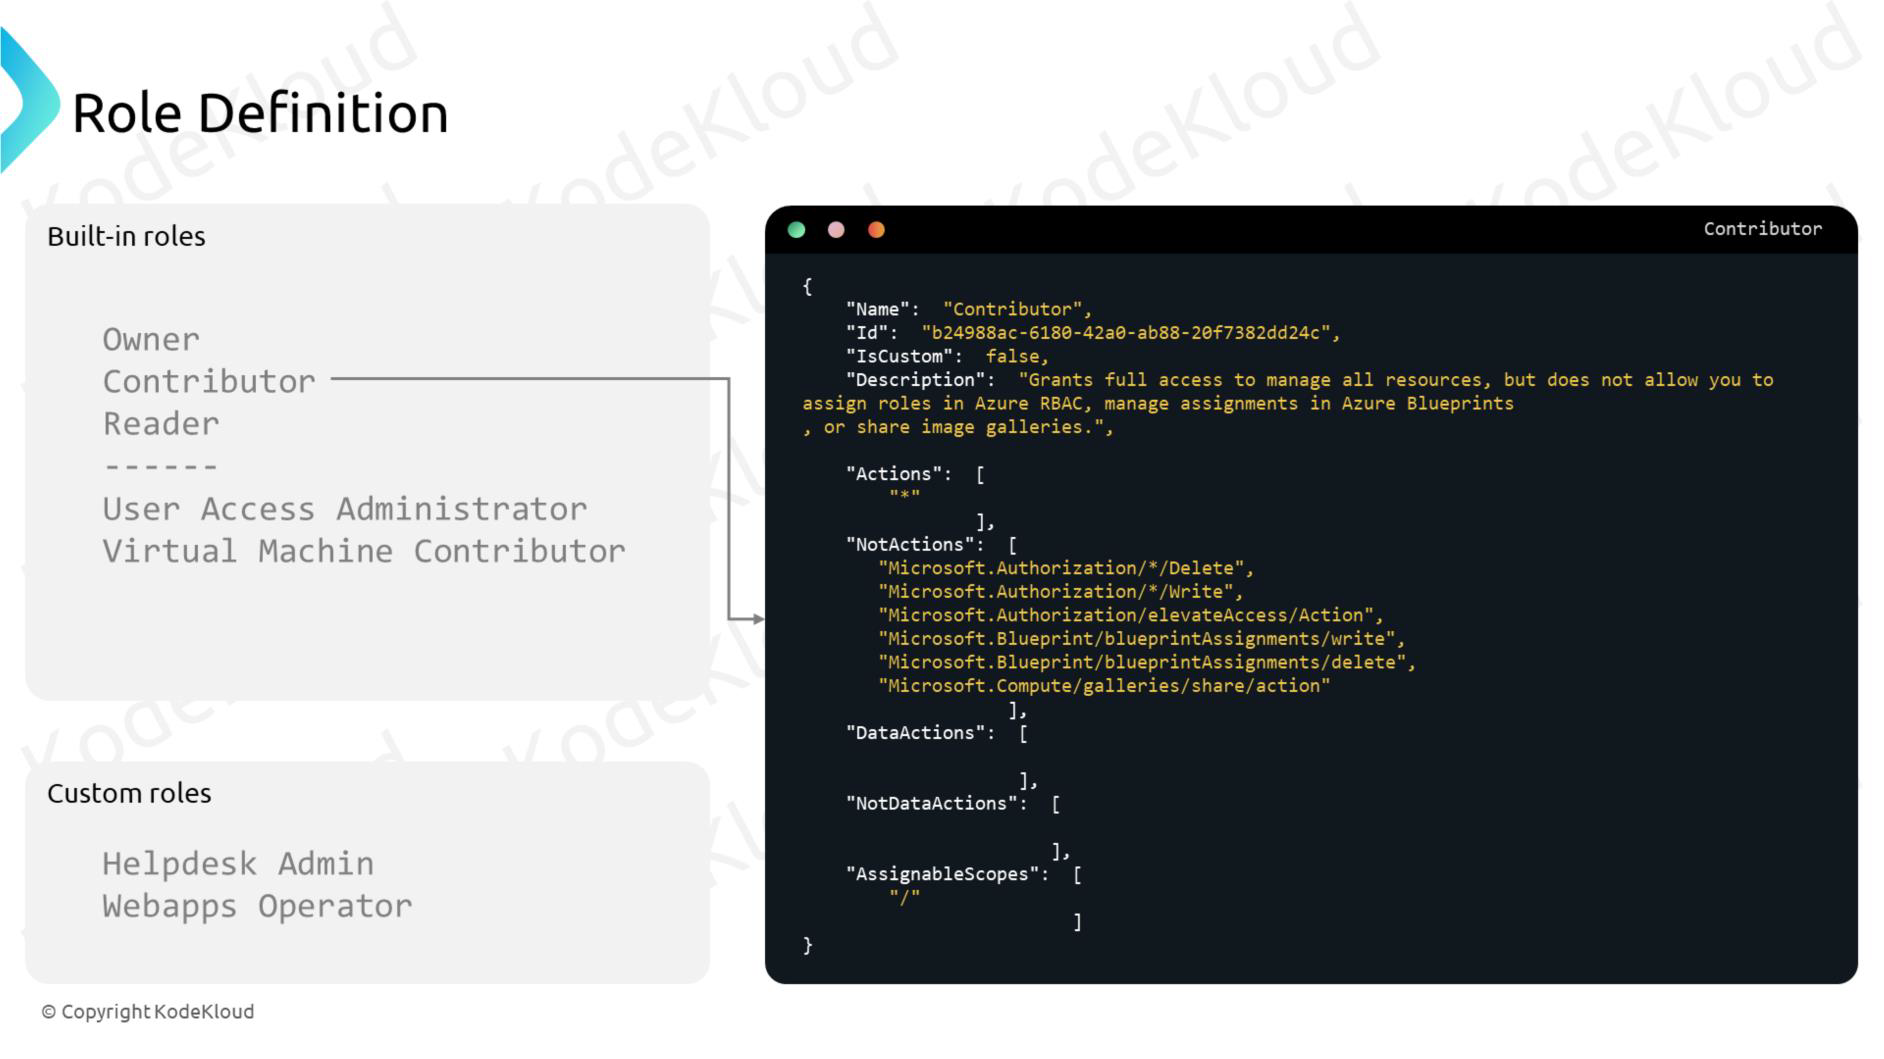 Role Definition
Built-in roles
Owner
Contributor
Reader
------
User Access Administrator
Virtual Machine Contributor
Custom roles
Helpdesk Admin
Webapps Operator
Contributor
{
"Name": "Contributor",
"Id": "b24988ac-6180-42a0-ab88-20f7382dd24c",
"IsCustom": false,
"Description": "Grants full access to manage all resources, but does not allow you to
assign roles in Azure RBAC, manage assignments in Azure Blueprints
, or share image galleries.",
"Actions": [
"*"
],
"NotActions": [
"Microsoft.Authorization/*/Delete",
"Microsoft.Authorization/*/Write",
"Microsoft.Authorization/elevateAccess/Action",
"Microsoft.Blueprint/blueprintAssignments/write",
"Microsoft.Blueprint/blueprintAssignments/delete",
"Microsoft.Compute/galleries/share/action"
],
"DataActions": [
],
"NotDataActions": [
],
"AssignableScopes": [
"/"
]
}
© Copyright KodeKloud
KodeKloud
KodeKloud
KodeKloud
KodeKloud